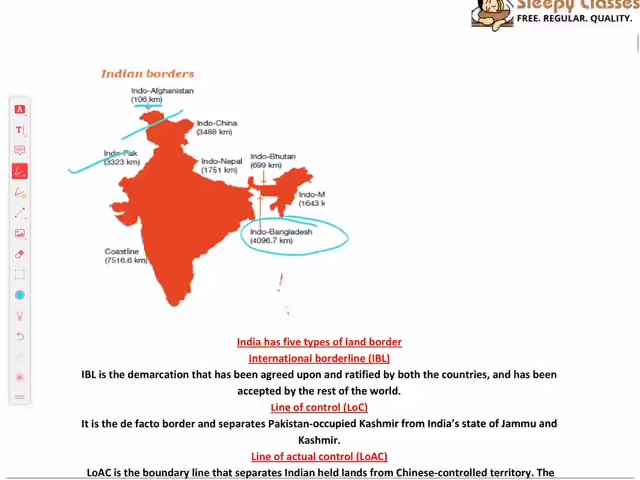 Sleepy Classes
FREE. REGULAR. QUALITY.
Indian borders
Indo-Afghanistan
(106 km)
Indo-China
(3488 km)
Indo-Pak
(3323 km)
Indo-Nepal
(1751 km)
Indo-Bhutan
(699 km)
Indo-M
(1643 k
Indo-Bangladesh
(4096.7 km)
Coastline
(7516.6 km)
India has five types of land border
International borderline (IBL)
IBL is the demarcation that has been agreed upon and ratified by both the countries, and has been
accepted by the rest of the world.
Line of control (LoC)
It is the de facto border and separates Pakistan-occupied Kashmir from India's state of Jammu and
Kashmir.
Line of actual control (LoAC)
LoAC is the boundary line that separates Indian held lands from Chinese-controlled territory. The